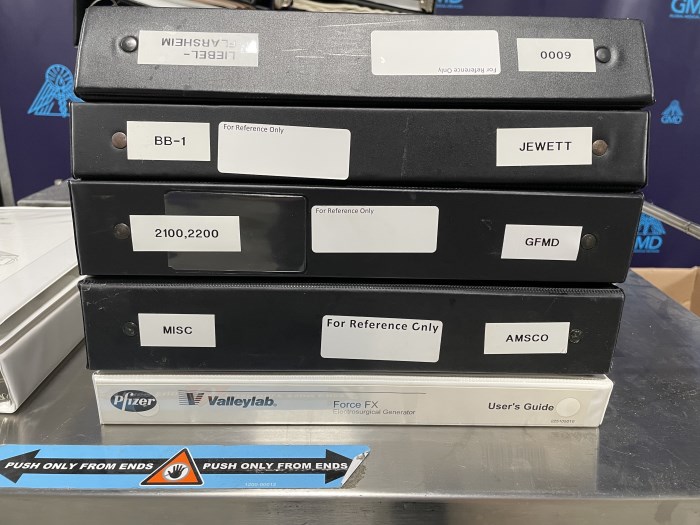 GMD
6000
For Reference Only
LIEBEL-
FLARSHEIM
BB-1
For Reference Only
JEWETT
GMD
2100,2200
For Reference Only
GFMD
GMD
MISC
For Reference Only
AMSCO
Pfizer
Valleylab
Force FX
Electrosurgical Generator
User's Guide
PUSH ONLY FROM ENDS
PUSH ONLY FROM ENDS